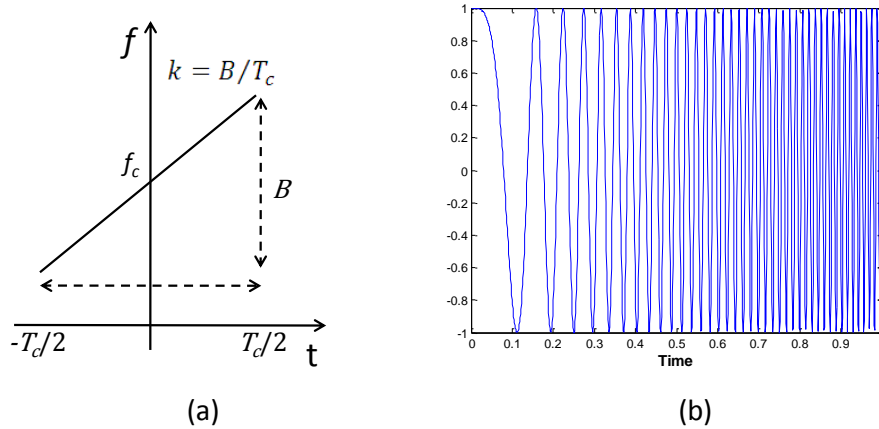 f
k = B/T_c
f_c
B
-T_c/2
T_c/2
t
(a)
1
0.8
0.6
0.4
0.2
0
-0.2
-0.4
-0.6
-0.8
-1
0 0.1 0.2 0.3 0.4 0.5 0.6 0.7 0.8 0.9
Time
(b)